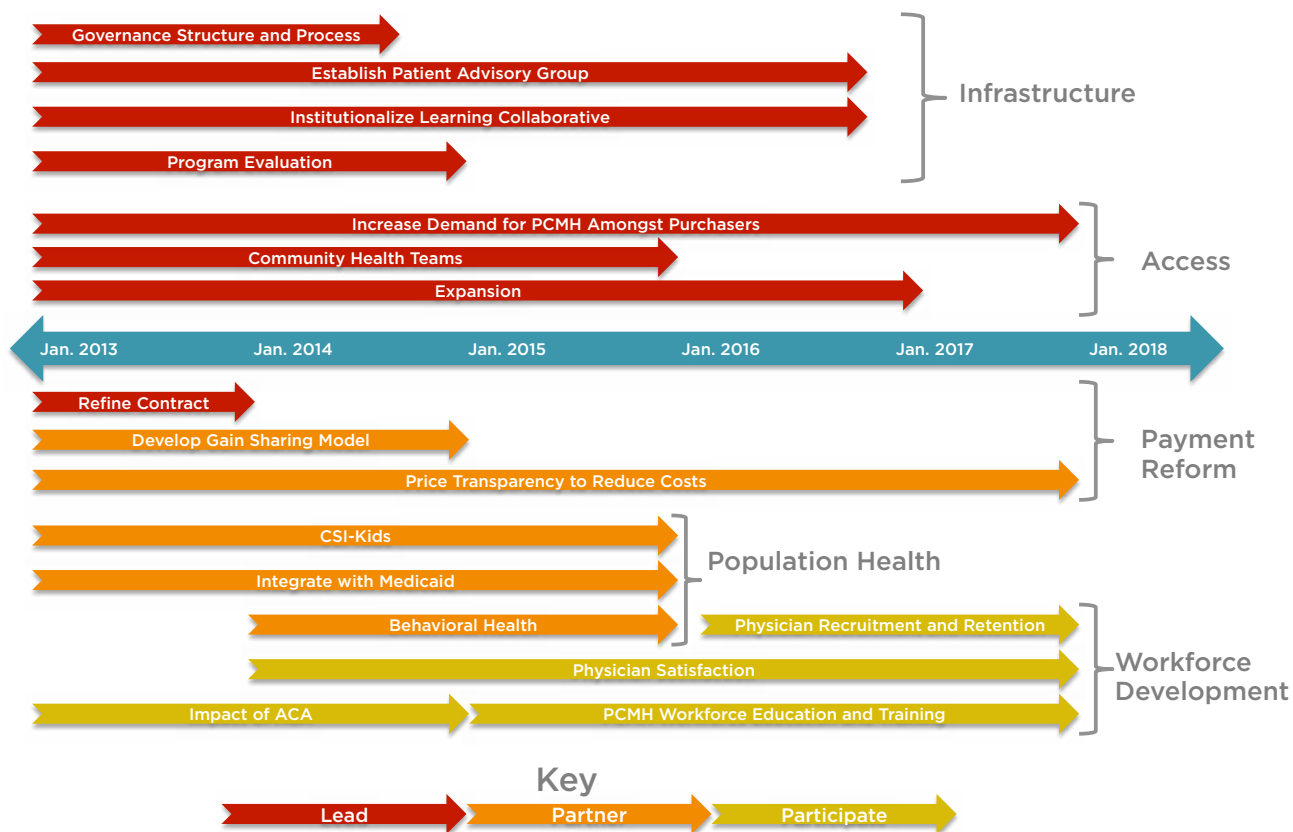 Governance Structure and Process
Establish Patient Advisory Group
Institutionalize Learning Collaborative
Program Evaluation
Infrastructure
Increase Demand for PCMH Amongst Purchasers
Community Health Teams
Expansion
Access
Jan. 2013 Jan. 2014 Jan. 2015 Jan. 2016 Jan. 2017 Jan. 2018
Refine Contract
Develop Gain Sharing Model
Price Transparency to Reduce Costs
Payment
Reform
CSI-Kids
Integrate with Medicaid
Behavioral Health
Population Health
Physician Recruitment and Retention
Physician Satisfaction
Impact of ACA
PCMH Workforce Education and Training
Workforce
Development
Key
Lead
Partner
Participate